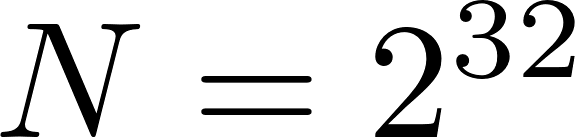 N = 2^{32}